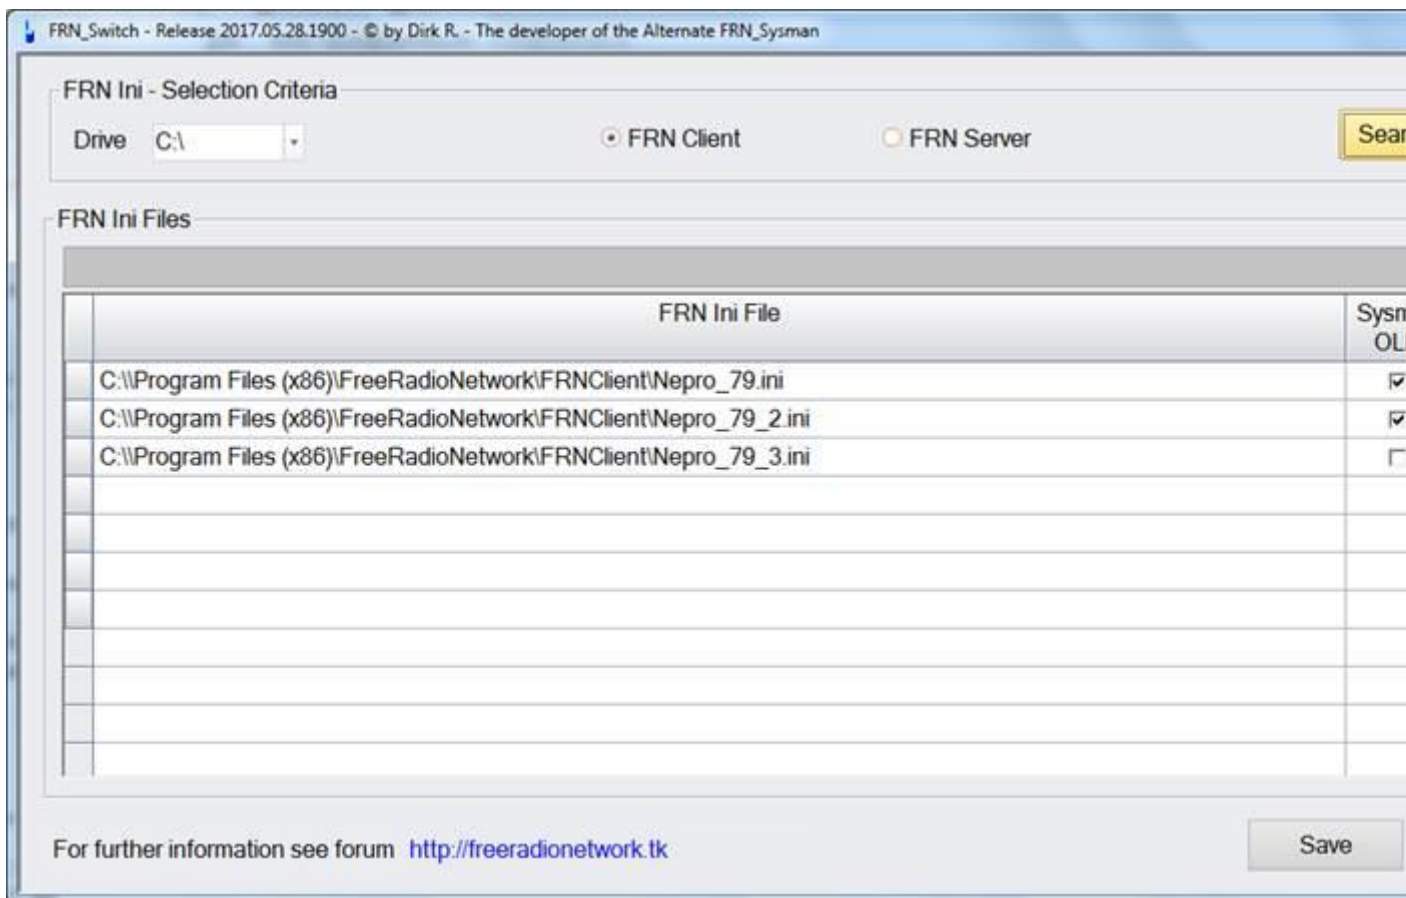 FRN_Switch - Release 2017.05.28.1900 - © by Dirk R. - The developer of the Alternate FRN_Sysman
FRN Ini - Selection Criteria
Drive C:\ FRN Client FRN Server Sear
FRN Ini Files
FRN Ini File Sysm
OL
C:\\Program Files (x86)\FreeRadioNetwork\FRNClient\Nepro_79.ini
C:\\Program Files (x86)\FreeRadioNetwork\FRNClient\Nepro_79_2.ini
C:\\Program Files (x86)\FreeRadioNetwork\FRNClient\Nepro_79_3.ini
For further information see forum http://freeradionetwork.tk Save